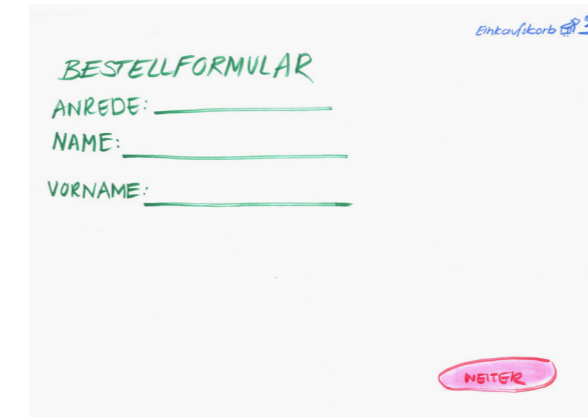 Einkaufskorb
BESTELLFORMULAR
ANREDE:
NAME:
VORNAME:
WEITER